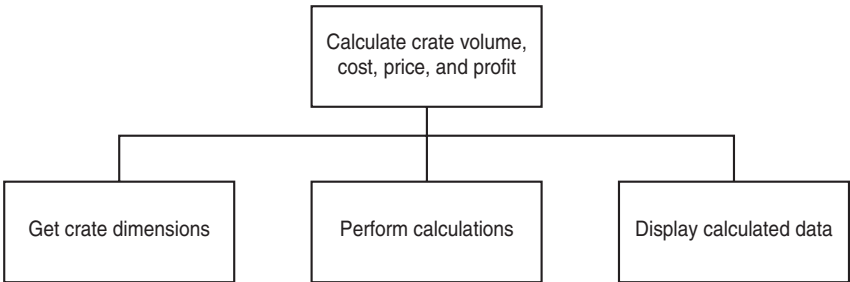 Calculate crate volume,
cost, price, and profit
Get crate dimensions
Perform calculations
Display calculated data